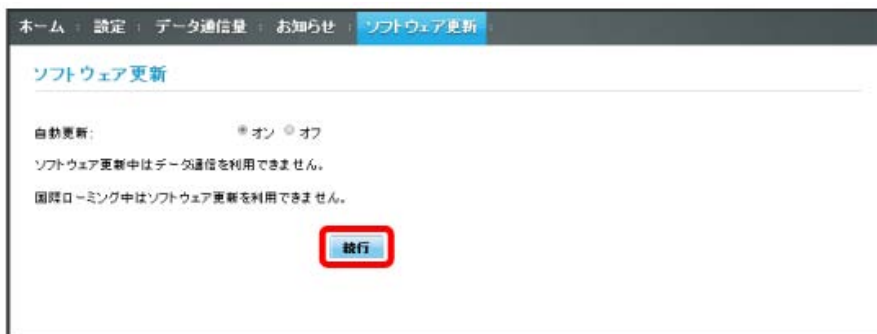 ホーム 設定 データ通信量 お知らせ ソフトウェア更新
ソフトウェア更新
自動更新: オン オフ
ソフトウェア更新中はデータ通信を利用できません。
国際ローミング中はソフトウェア更新を利用できません。
続行